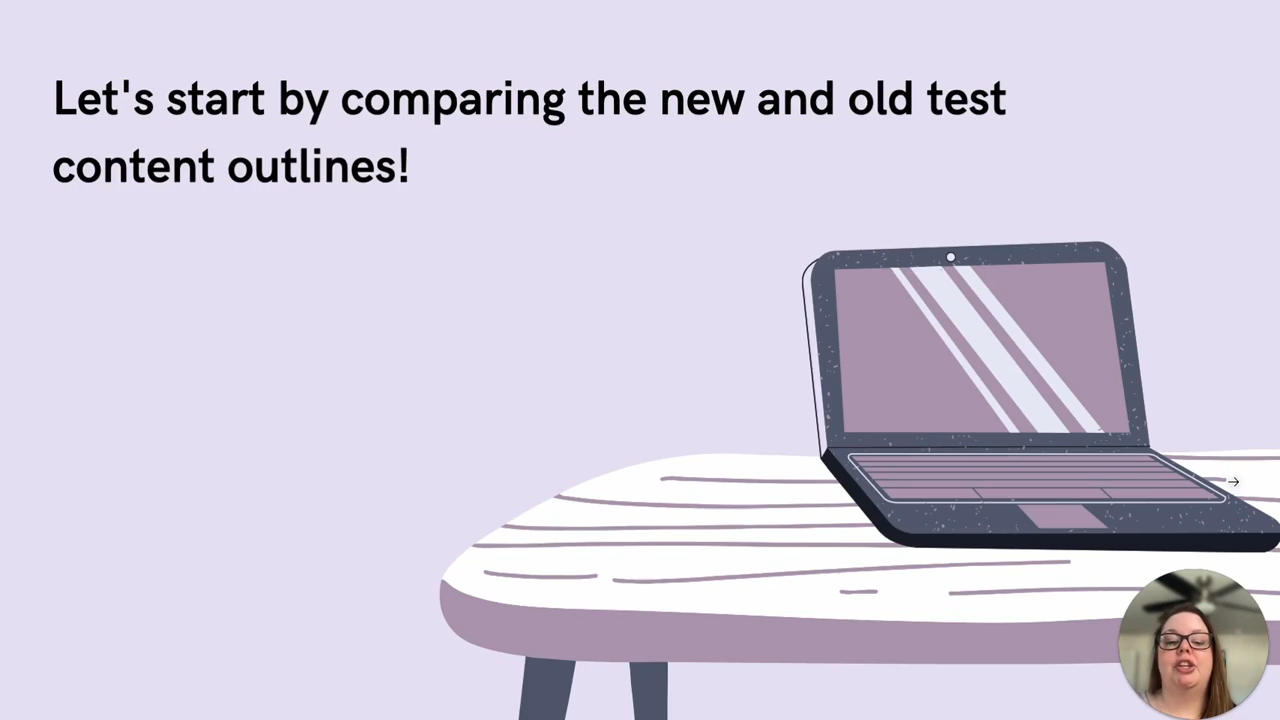 Let's start by comparing the new and old test
content outlines!